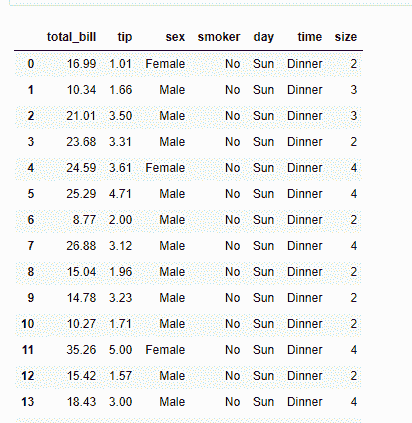 total_bill tip sex smoker day time size
0 16.99 1.01 Female No Sun Dinner 2
1 10.34 1.66 Male No Sun Dinner 3
2 21.01 3.50 Male No Sun Dinner 3
3 23.68 3.31 Male No Sun Dinner 2
4 24.59 3.61 Female No Sun Dinner 4
5 25.29 4.71 Male No Sun Dinner 4
6 8.77 2.00 Male No Sun Dinner 2
7 26.88 3.12 Male No Sun Dinner 4
8 15.04 1.96 Male No Sun Dinner 2
9 14.78 3.23 Male No Sun Dinner 2
10 10.27 1.71 Male No Sun Dinner 2
11 35.26 5.00 Female No Sun Dinner 4
12 15.42 1.57 Male No Sun Dinner 2
13 18.43 3.00 Male No Sun Dinner 4